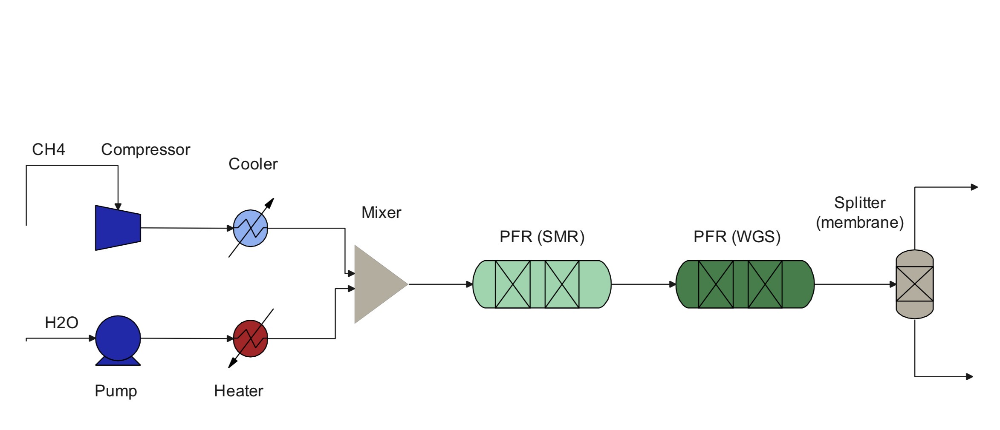 CH4
Compressor
Cooler
Mixer
PFR (SMR)
PFR (WGS)
Splitter
(membrane)
H2O
Pump
Heater